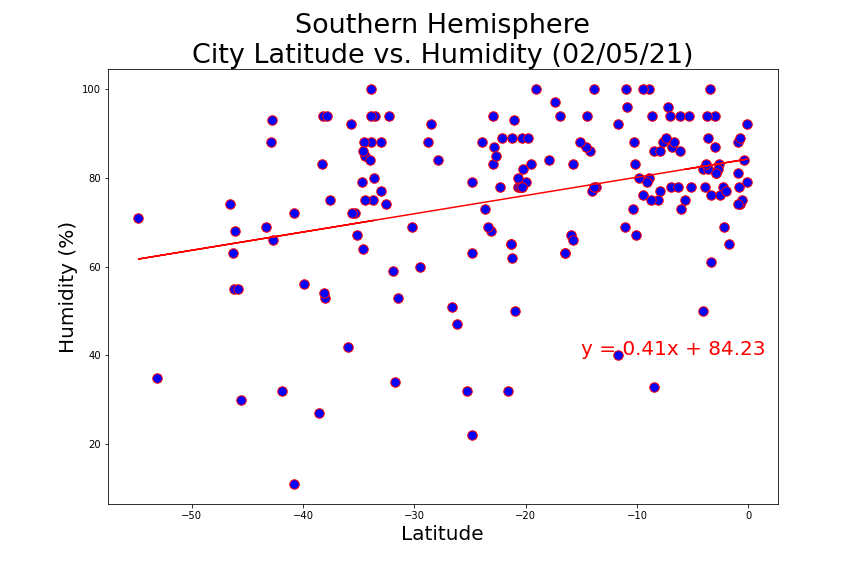 Southern Hemisphere
City Latitude vs. Humidity (02/05/21)
100
80
60
40
20
Humidity (%)
y = 0.41x + 84.23
−50
−40
−30
−20
−10
0
Latitude